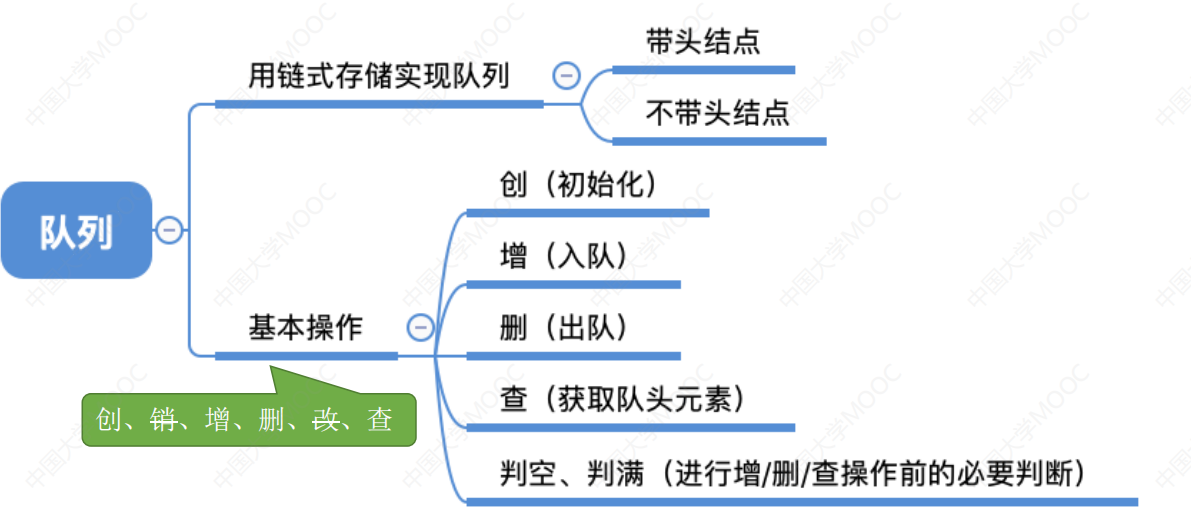 带头结点
用链式存储实现队列
不带头结点
队列
创（初始化）
增（入队）
基本操作
删（出队）
创、销、增、删、改、查
查（获取队头元素）
判空、判满（进行增/删/查操作前的必要判断）
中国大学MOOC